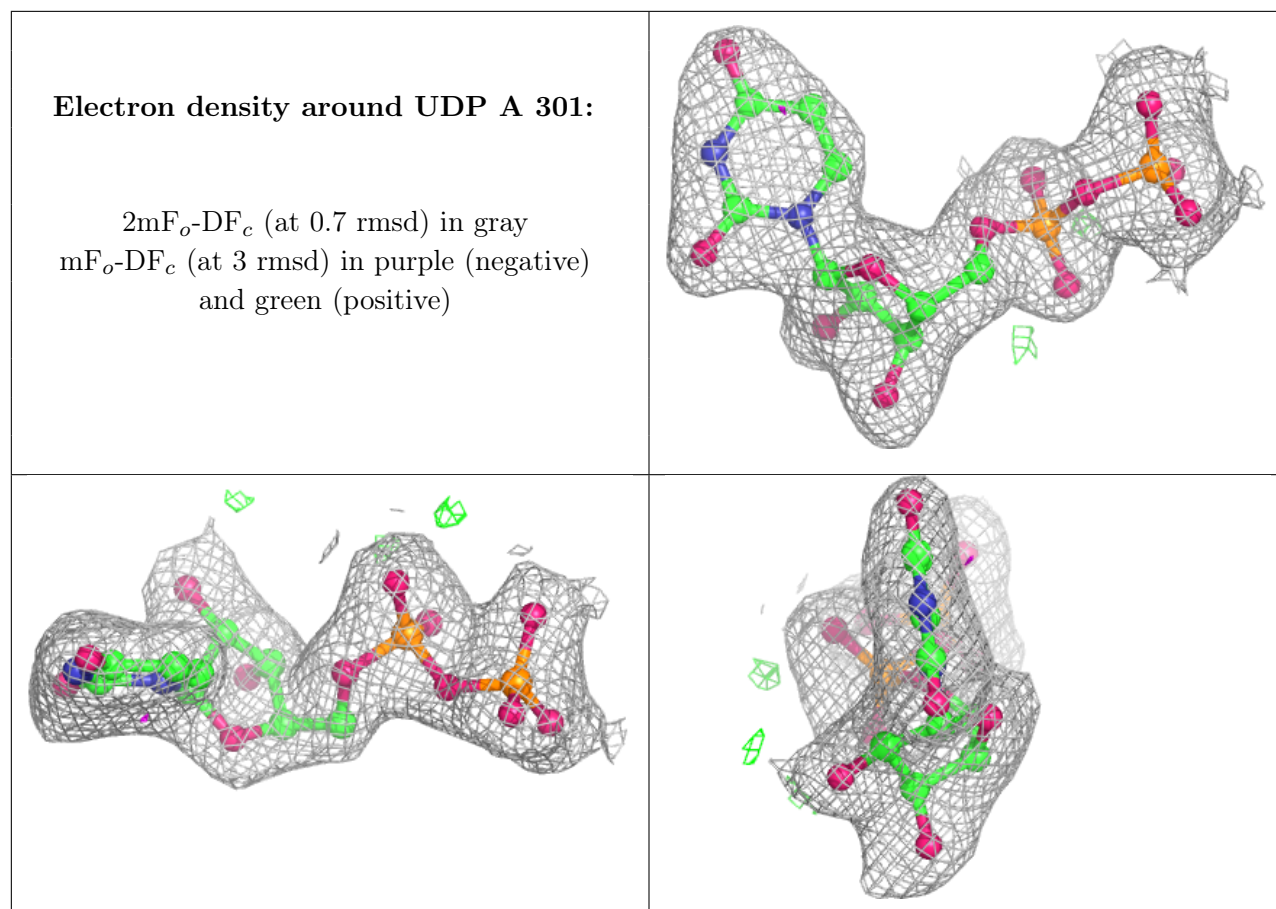 Electron density around UDP A 301:
2mFo-DFc (at 0.7 rmsd) in gray
mFo-DFc (at 3 rmsd) in purple (negative)
and green (positive)